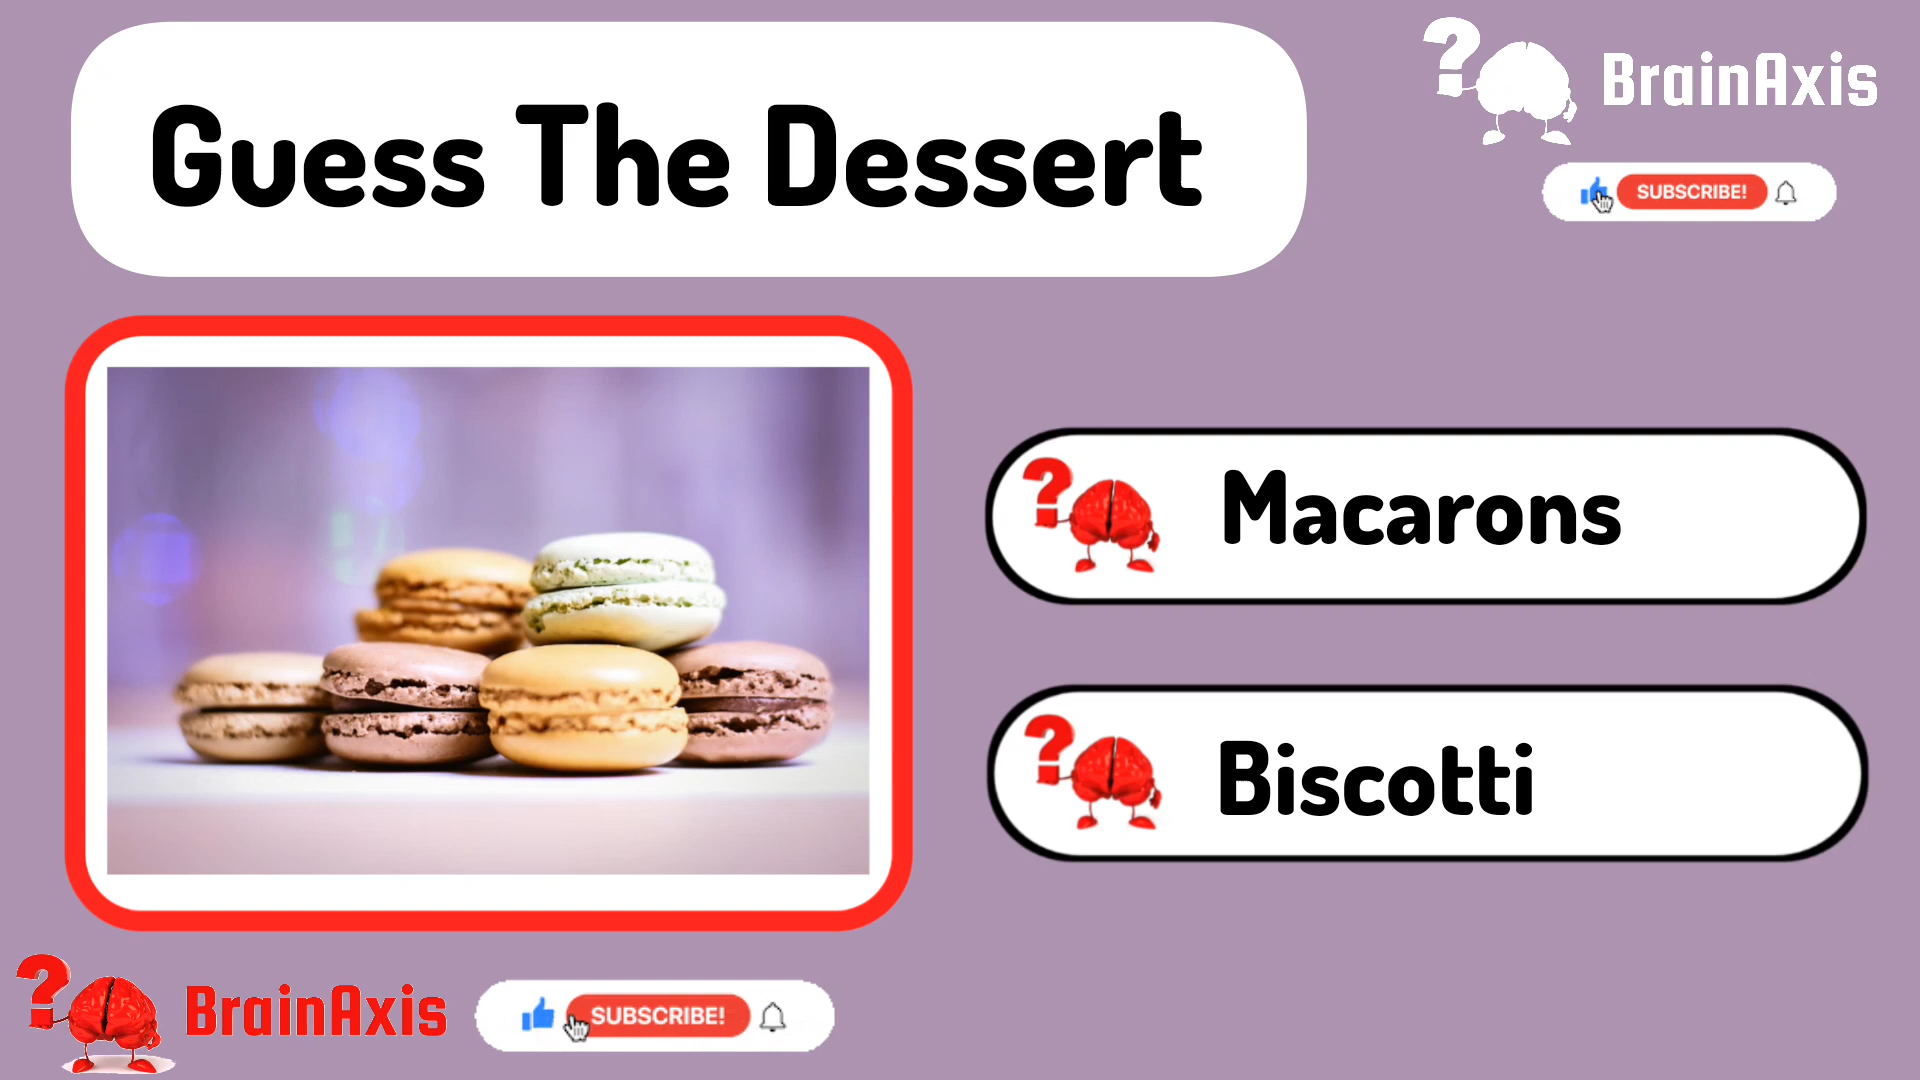 Guess The Dessert
? BrainAxis
SUBSCRIBE!
? Macarons
? Biscotti
? BrainAxis
SUBSCRIBE!